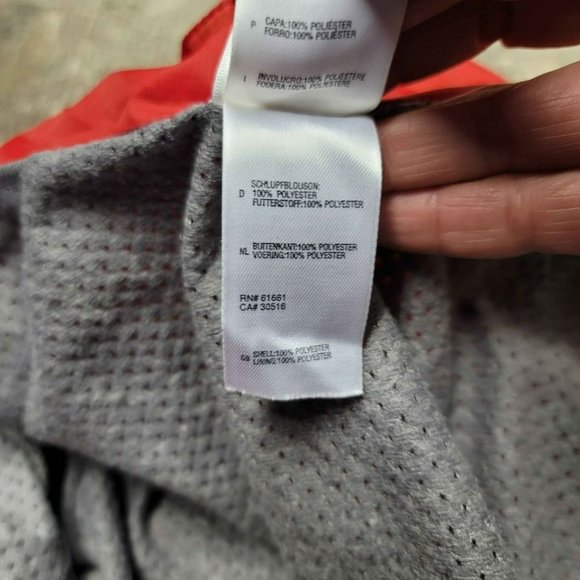 P CAPA:100% POLIÉSTER
FORRO:100% POLIÉSTER
I INVOLUCRO:100% POLIESTERE
FODERA:100% POLIESTERE
SCHLUPFBLOUSON:
D 100% POLYESTER
FUTTERSTOFF:100% POLYESTER
NL BUITENKANT:100% POLYESTER
VOERING:100% POLYESTER
RN# 61661
CA# 30516
GB SHELL:100% POLYESTER
LINING:100% POLYESTER